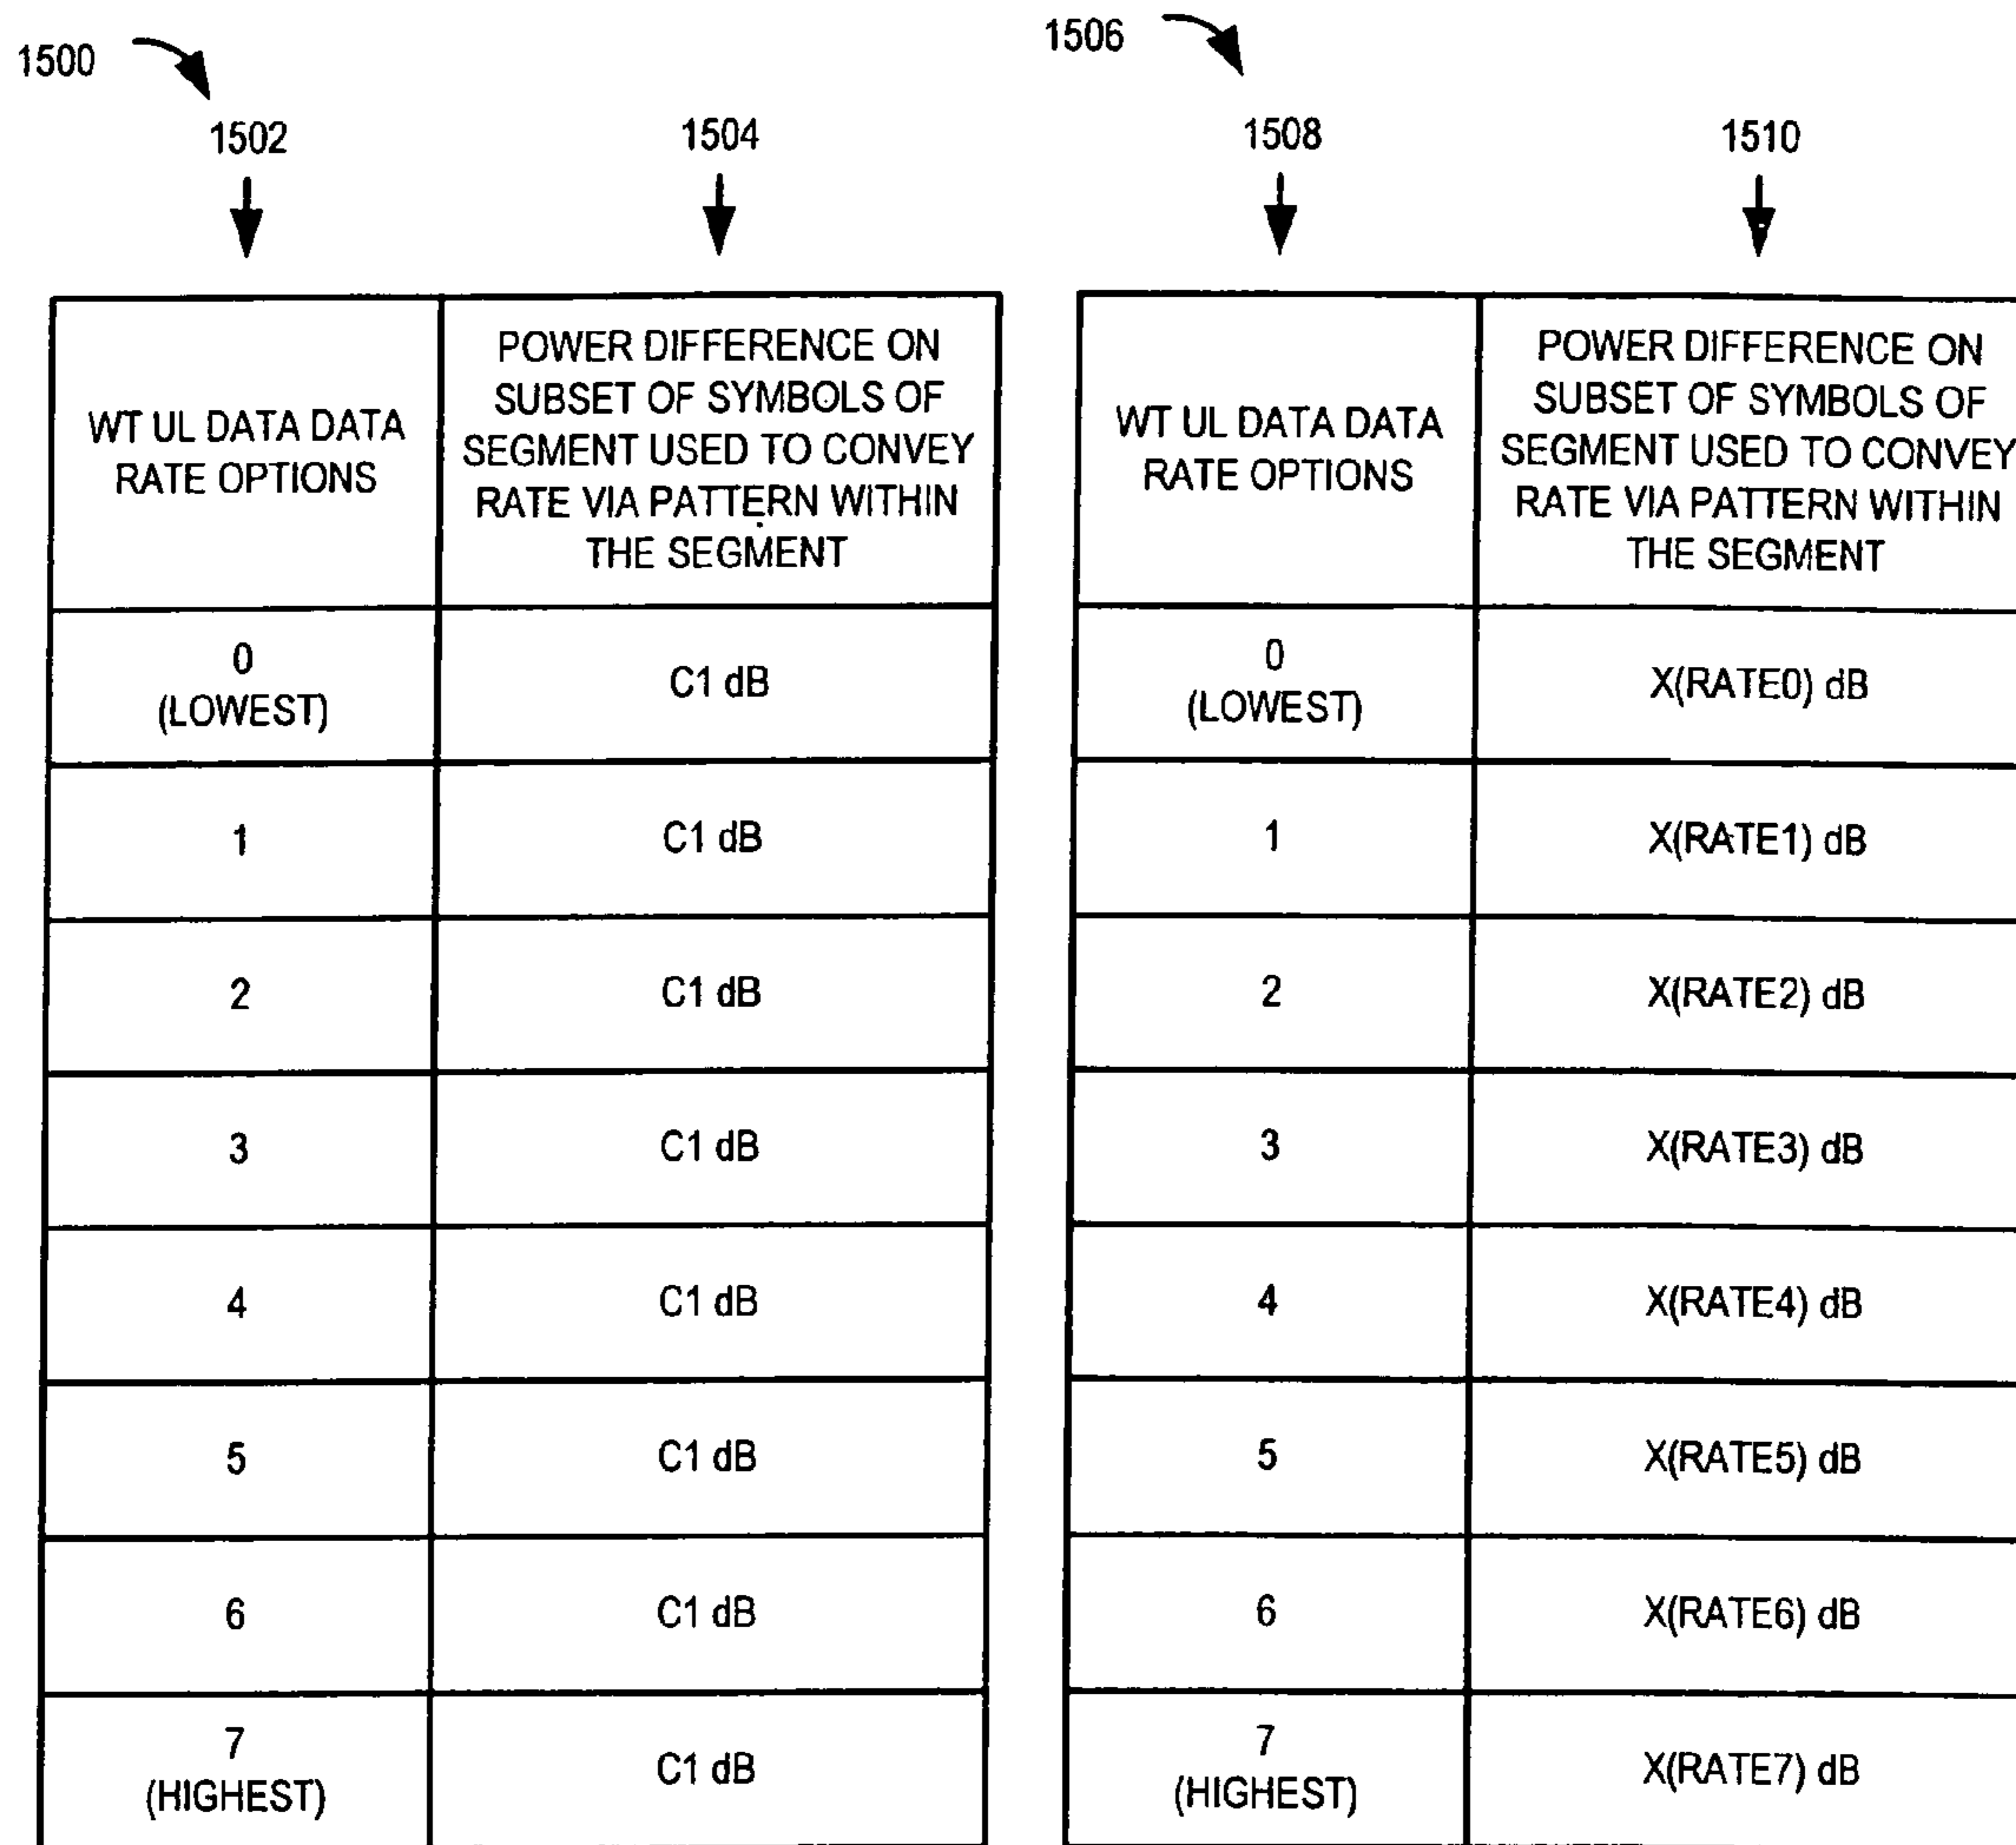 1500
1502
1504
WT UL DATA DATA
RATE OPTIONS
POWER DIFFERENCE ON
SUBSET OF SYMBOLS OF
SEGMENT USED TO CONVEY
RATE VIA PATTERN WITHIN
THE SEGMENT
0
(LOWEST)
C1 dB
1
C1 dB
2
C1 dB
3
C1 dB
4
C1 dB
5
C1 dB
6
C1 dB
7
(HIGHEST)
C1 dB
1506
1508
1510
WT UL DATA DATA
RATE OPTIONS
POWER DIFFERENCE ON
SUBSET OF SYMBOLS OF
SEGMENT USED TO CONVEY
RATE VIA PATTERN WITHIN
THE SEGMENT
0
(LOWEST)
X(RATE0) dB
1
X(RATE1) dB
2
X(RATE2) dB
3
X(RATE3) dB
4
X(RATE4) dB
5
X(RATE5) dB
6
X(RATE6) dB
7
(HIGHEST)
X(RATE7) dB